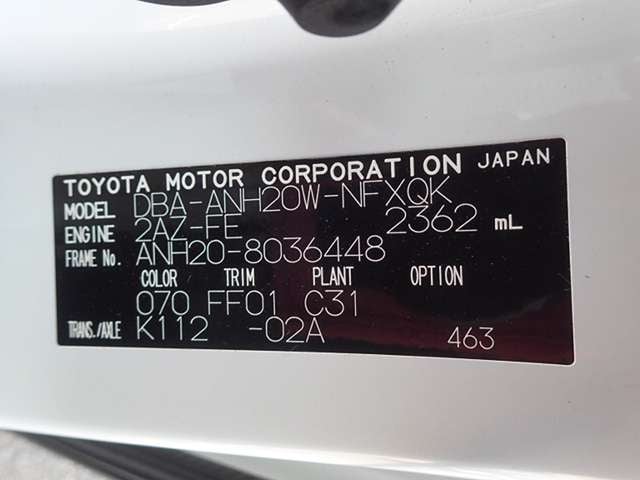 TOYOTA MOTOR CORPORATION JAPAN
MODEL DBA-ANH20W-NFXQK
ENGINE 2AZ-FE 2362 mL
FRAME No. ANH20-8036448
COLOR TRIM PLANT OPTION
070 FF01 C31
TRANS./AXLE K112 -02A 463